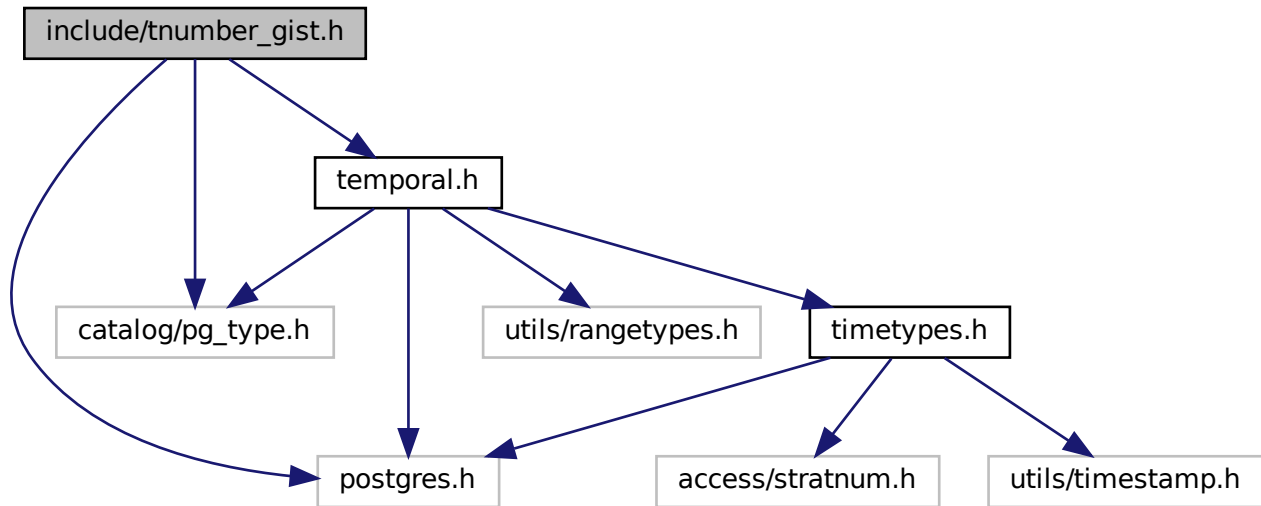 include/tnumber_gist.h
temporal.h
catalog/pg_type.h
utils/rangetypes.h
timetypes.h
postgres.h
access/stratnum.h
utils/timestamp.h